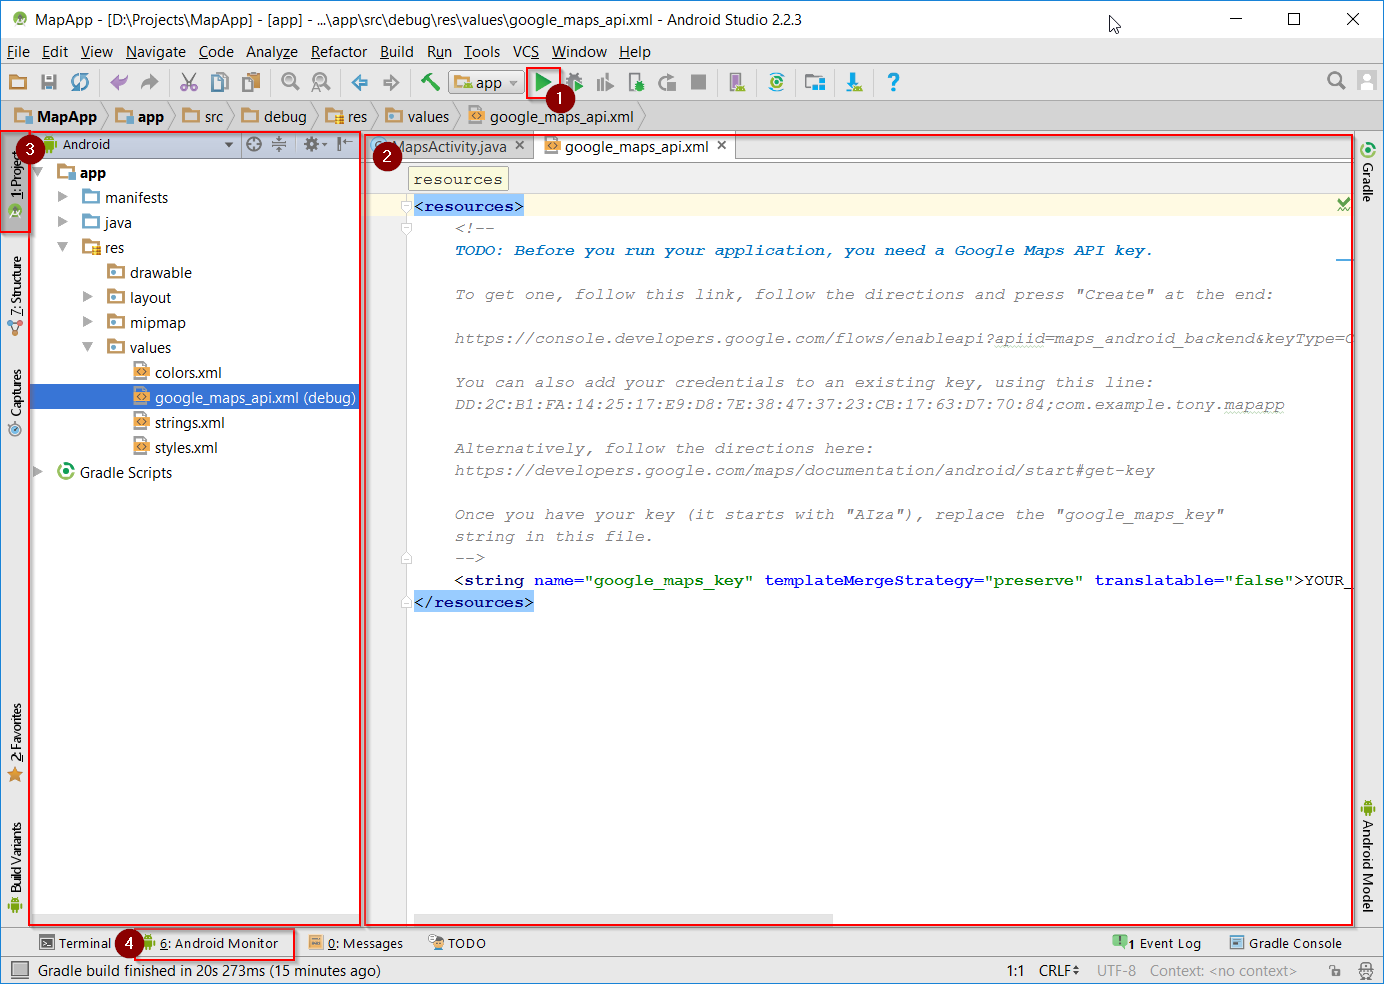 MapApp - [D:\Projects\MapApp] - [app] - ...\app\src\debug\res\values\google_maps_api.xml - Android Studio 2.2.3
File Edit View Navigate Code Analyze Refactor Build Run Tools VCS Window Help
app
?
1
MapApp app src debug res values google_maps_api.xml
3
Android
2
MapsActivity.java google_maps_api.xml
1: Project
7: Structure
Captures
2: Favorites
Build Variants
app
manifests
java
res
drawable
layout
mipmap
values
colors.xml
google_maps_api.xml (debug)
strings.xml
styles.xml
Gradle Scripts
resources
<resources>
<!--
TODO: Before you run your application, you need a Google Maps API key.
To get one, follow this link, follow the directions and press "Create" at the end:
https://console.developers.google.com/flows/enableapi?apiid=maps_android_backend&keyType=C
You can also add your credentials to an existing key, using this line:
DD:2C:B1:FA:14:25:17:E9:D8:7E:38:47:37:23:CB:17:63:D7:70:84;com.example.tony.mapapp
Alternatively, follow the directions here:
https://developers.google.com/maps/documentation/android/start#get-key
Once you have your key (it starts with "AIza"), replace the "google_maps_key"
string in this file.
-->
<string name="google_maps_key" templateMergeStrategy="preserve" translatable="false">YOUR_
</resources>
Gradle
Android Model
Terminal 4 6: Android Monitor 0: Messages TODO 1 Event Log Gradle Console
Gradle build finished in 20s 273ms (15 minutes ago) 1:1 CRLF UTF-8 Context: <no context>